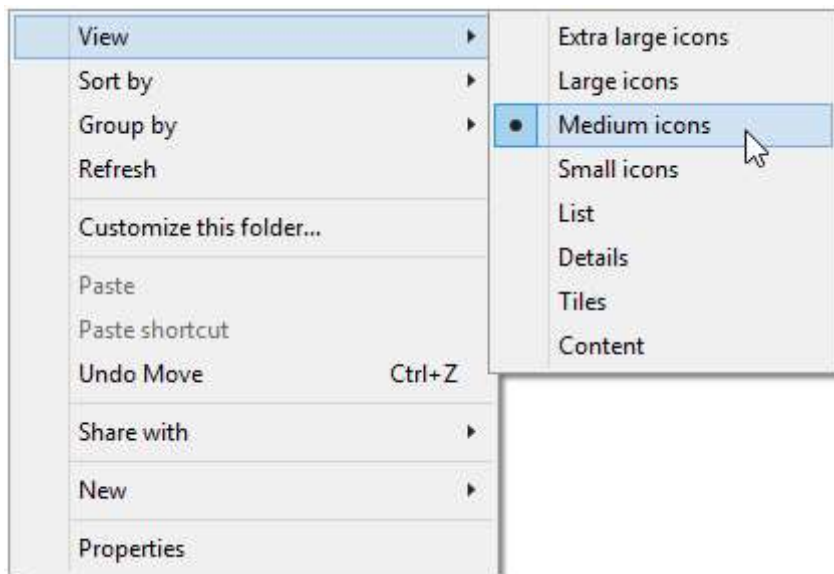 View
Sort by
Group by
Refresh
Customize this folder...
Paste
Paste shortcut
Undo Move Ctrl+Z
Share with
New
Properties
Extra large icons
Large icons
Medium icons
Small icons
List
Details
Tiles
Content